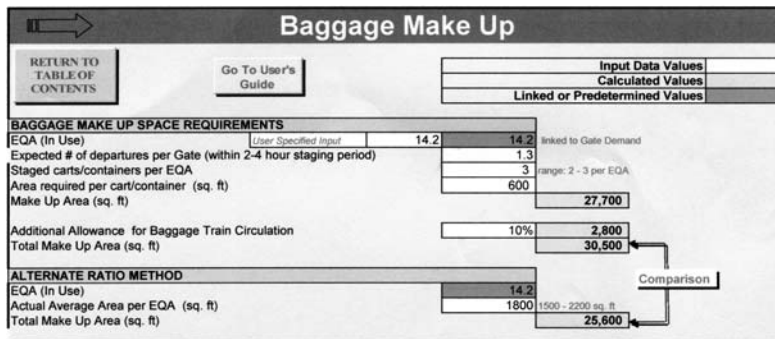 Baggage Make Up
RETURN TO
TABLE OF
CONTENTS
Go To User's
Guide
Input Data Values
Calculated Values
Linked or Predetermined Values
BAGGAGE MAKE UP SPACE REQUIREMENTS
EQA (In Use) User Specified Input 14.2 14.2 linked to Gate Demand
Expected # of departures per Gate (within 2-4 hour staging period) 1.3
Staged carts/containers per EQA 3 range: 2 - 3 per EQA
Area required per cart/container (sq. ft) 600
Make Up Area (sq. ft) 27,700
Additional Allowance for Baggage Train Circulation 10% 2,800
Total Make Up Area (sq. ft) 30,500
Comparison
ALTERNATE RATIO METHOD
EQA (In Use) 14.2
Actual Average Area per EQA (sq. ft) 1800 1500 - 2200 sq. ft
Total Make Up Area (sq. ft) 25,600